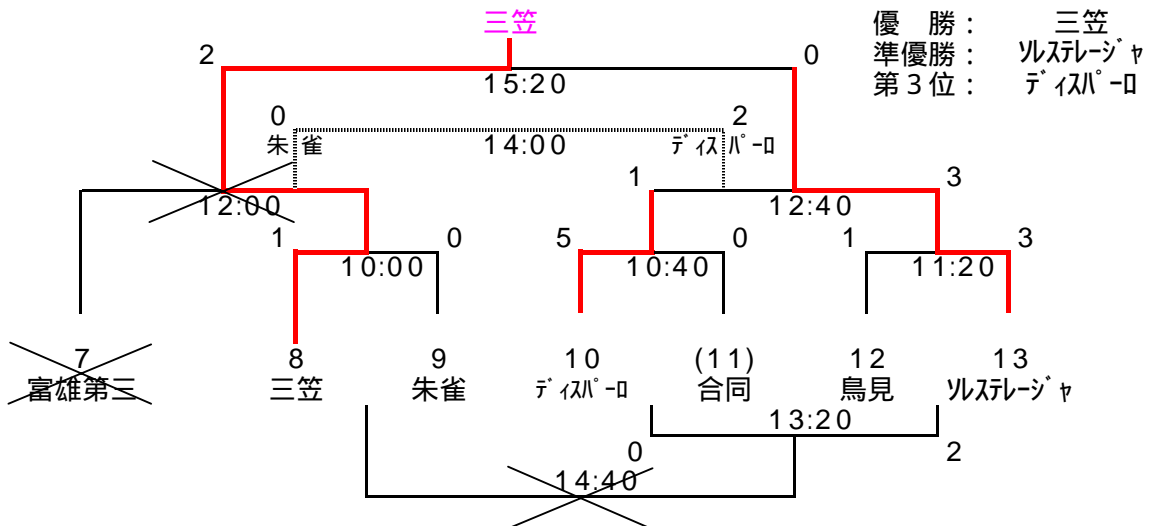 三笠
優　勝： 三笠
準優勝： ｿﾚｽﾃﾚｰｼﾞｬ
第３位： ﾃﾞｨｽﾊﾟｰﾛ
2 0
15:20
0 2
朱雀 14:00 ﾃﾞｨｽﾊﾟｰﾛ
1 3
12:00 12:40
1 0 5 0 1 3
10:00 10:40 11:20
7 8 9 10 (11) 12 13
富雄第三 三笠 朱雀 ﾃﾞｨｽﾊﾟｰﾛ 合同 鳥見 ｿﾚｽﾃﾚｰｼﾞｬ
13:20
0 2
14:40